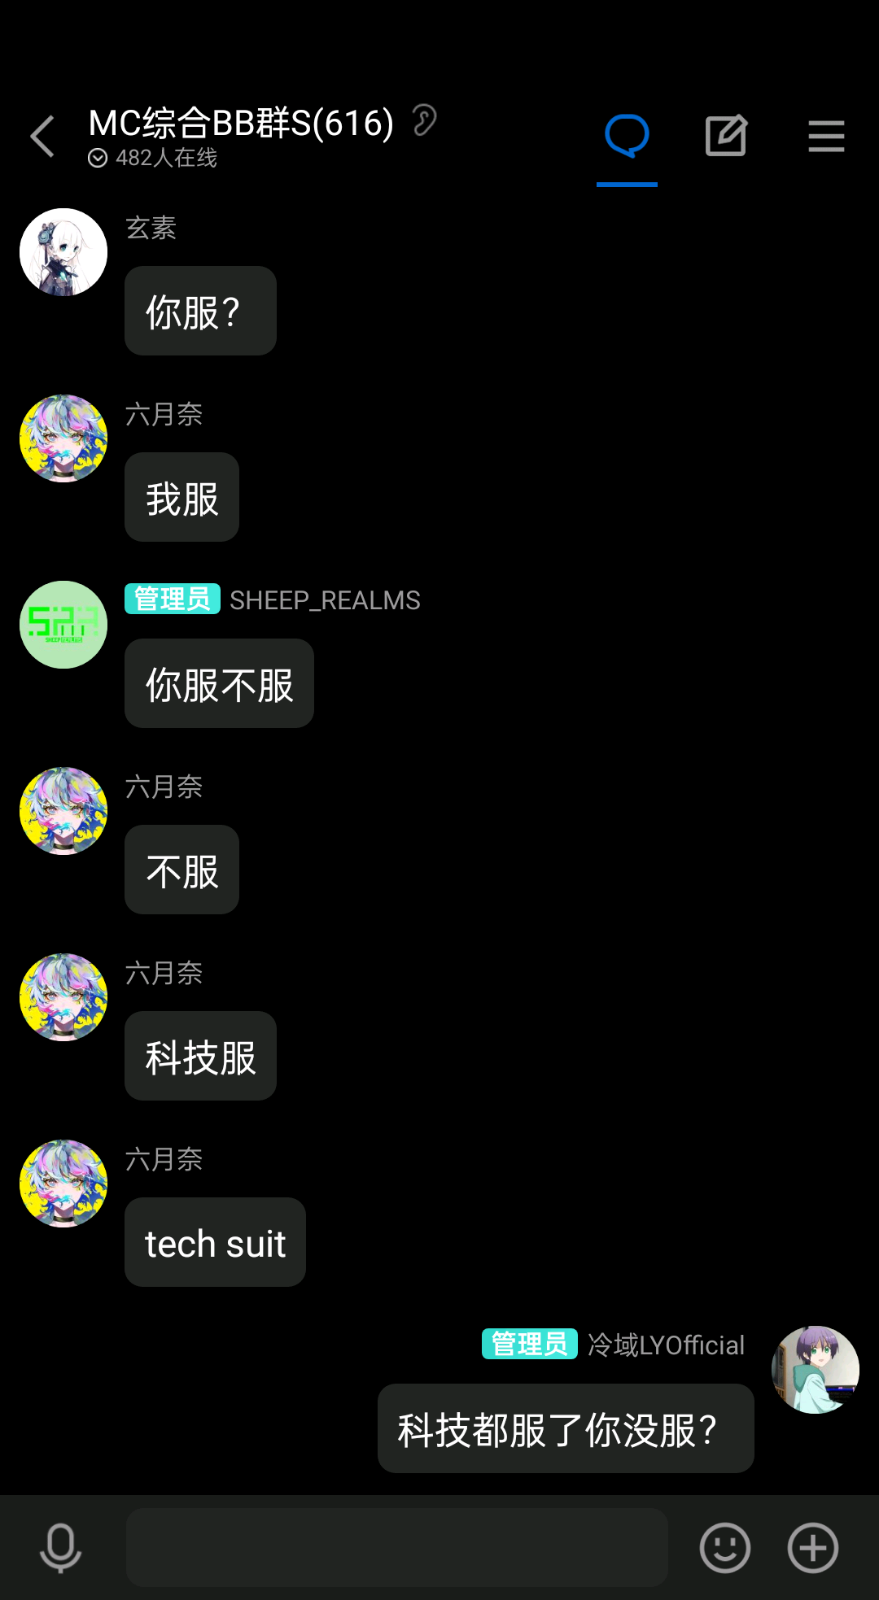 MC综合BB群S(616)
482人在线
玄素
你服？
六月奈
我服
管理员 SHEEP_REALMS
你服不服
六月奈
不服
六月奈
科技服
六月奈
tech suit
管理员 冷域LYOfficial
科技都服了你没服？